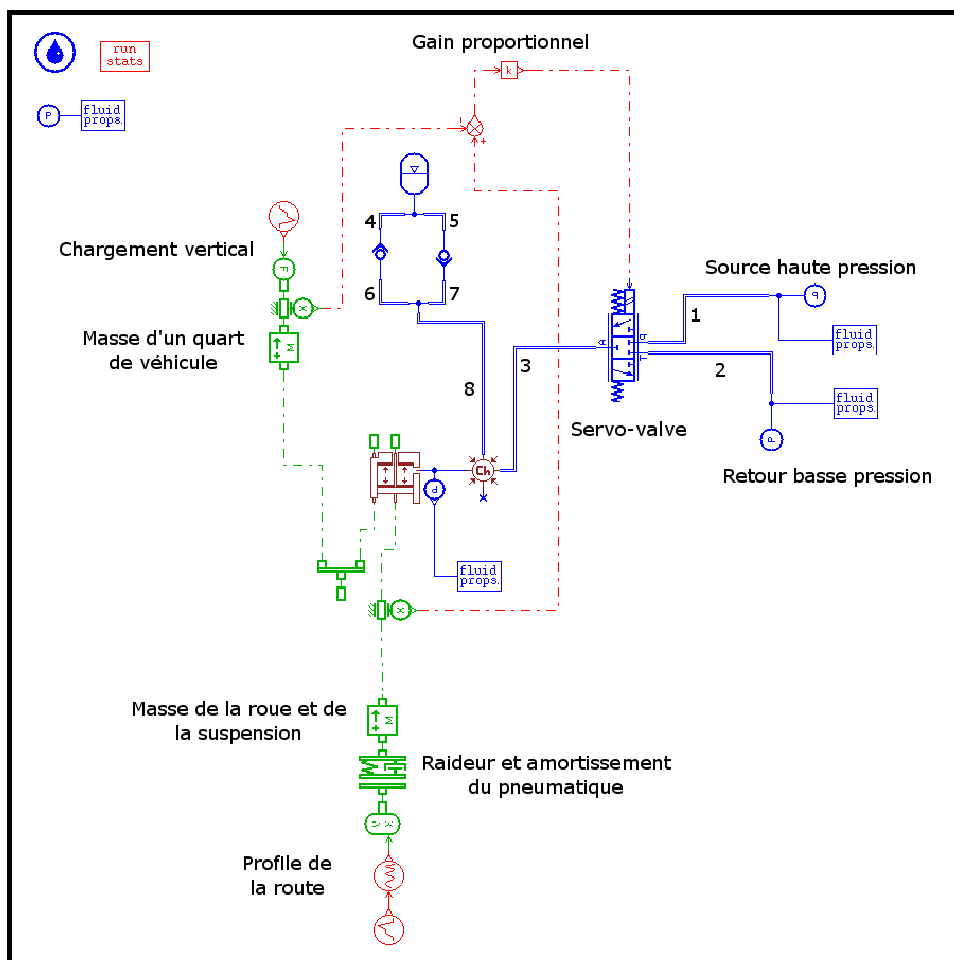 Gain proportionnel
run
stats
fluid
props.
P
k
+
4
5
Chargement vertical
F
6
7
Source haute pression
P
x
1
Masse d'un quart
de véhicule
M
A
P
T
fluid
props.
3
2
8
fluid
props.
Servo-valve
P
Ch
Retour basse pression
P
fluid
props.
x
Masse de la roue et de
la suspension
M
Raideur et amortissement
du pneumatique
V X
Profile de
la route